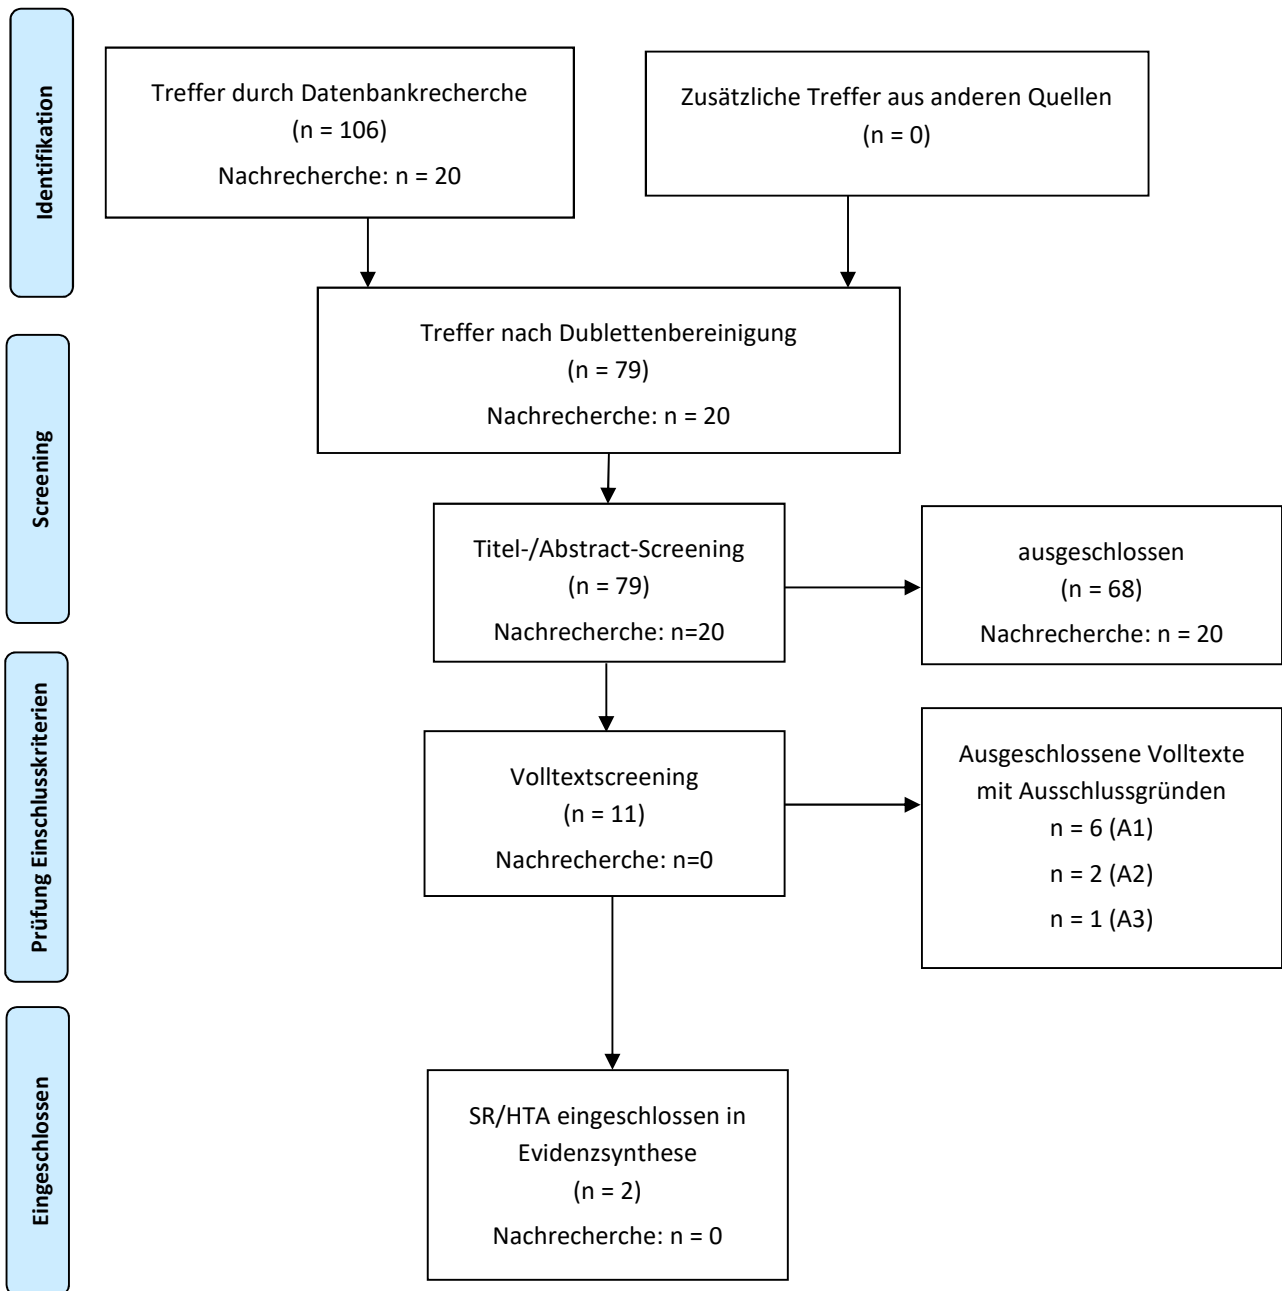 Identifikation
Treffer durch Datenbankrecherche
(n = 106)
Nachrecherche: n = 20
Zusätzliche Treffer aus anderen Quellen
(n = 0)
Treffer nach Dublettenbereinigung
(n = 79)
Nachrecherche: n = 20
Screening
Titel-/Abstract-Screening
(n = 79)
Nachrecherche: n=20
ausgeschlossen
(n = 68)
Nachrecherche: n = 20
Prüfung Einschlusskriterien
Volltextscreening
(n = 11)
Nachrecherche: n=0
Ausgeschlossene Volltexte
mit Ausschlussgründen
n = 6 (A1)
n = 2 (A2)
n = 1 (A3)
Eingeschlossen
SR/HTA eingeschlossen in
Evidenzsynthese
(n = 2)
Nachrecherche: n = 0